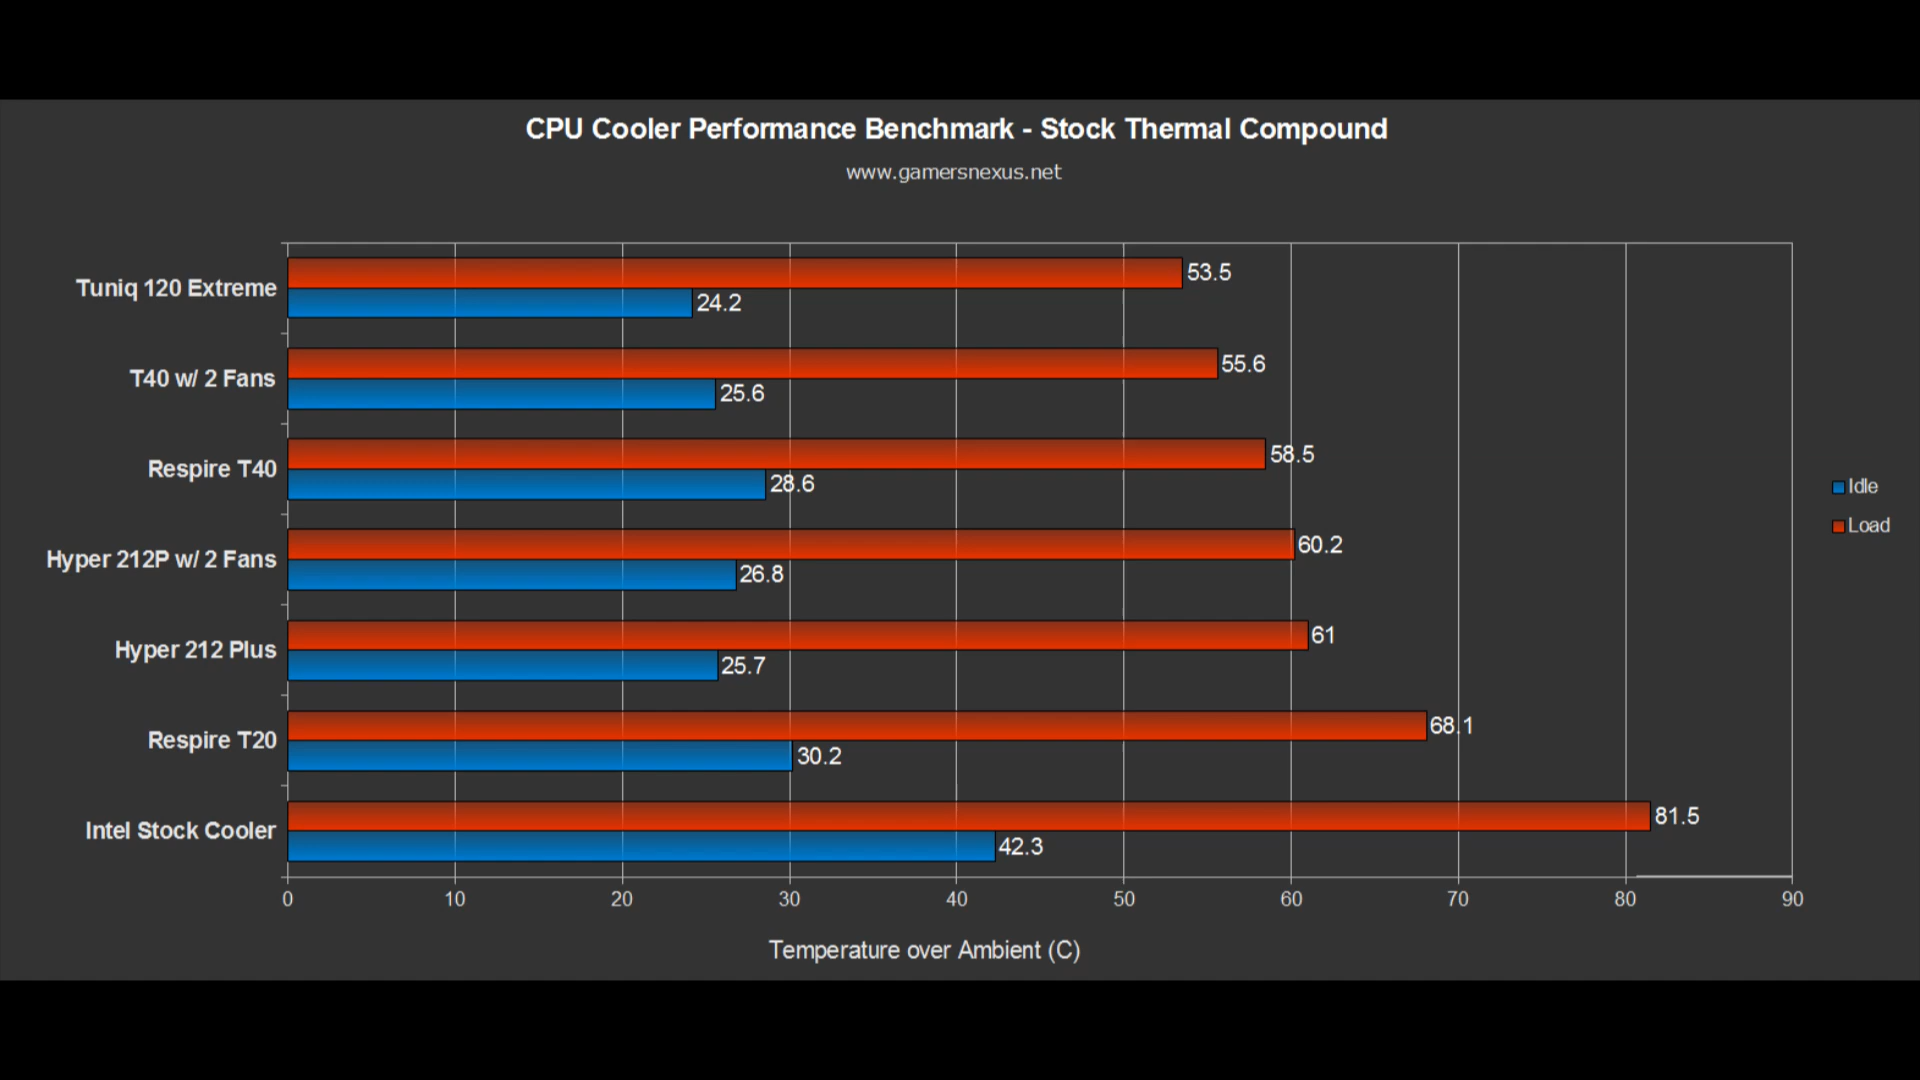 CPU Cooler Performance Benchmark - Stock Thermal Compound
www.gamersnexus.net
Tuniq 120 Extreme
53.5
24.2
T40 w/ 2 Fans
55.6
25.6
Respire T40
58.5
28.6
Hyper 212P w/ 2 Fans
60.2
26.8
Hyper 212 Plus
61
25.7
Respire T20
68.1
30.2
Intel Stock Cooler
81.5
42.3
Idle
Load
0 10 20 30 40 50 60 70 80 90
Temperature over Ambient (C)